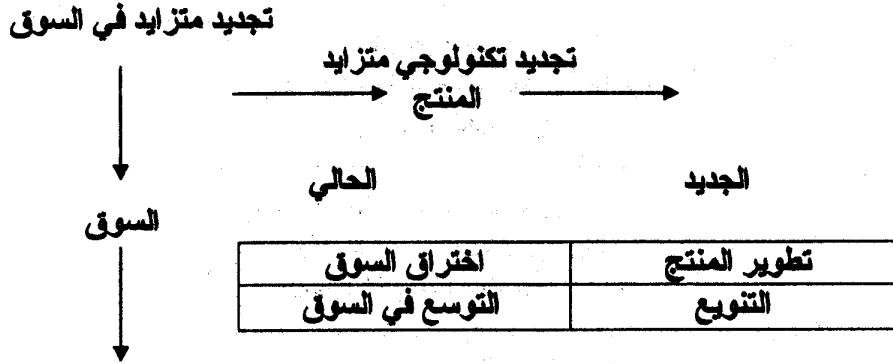 تجديد متزايد في السوق
تجديد تكنولوجي متزايد
المنتج
الحالي الجديد
السوق
اختراق السوق تطوير المنتج
التوسع في السوق التنويع